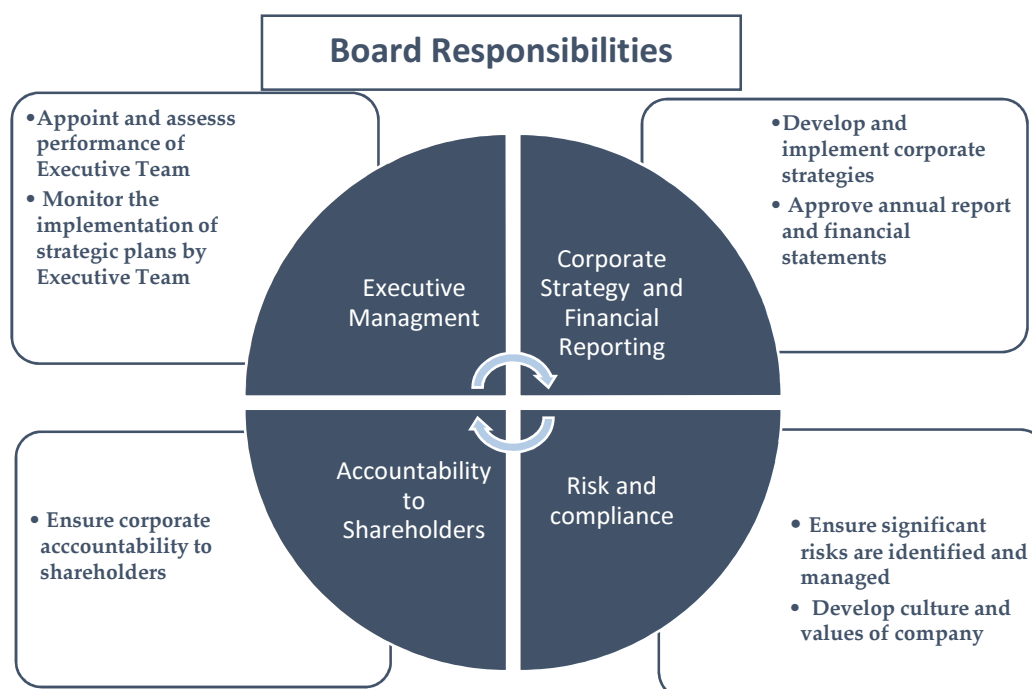 Board Responsibilities
•Appoint and assesss
performance of
Executive Team
• Monitor the
implementation of
strategic plans by
Executive Team
•Develop and
implement corporate
strategies
• Approve annual report
and financial
statements
Executive
Managment
Corporate
Strategy and
Financial
Reporting
Accountability
to
Shareholders
Risk and
compliance
• Ensure corporate
acccountability to
shareholders
• Ensure significant
risks are identified and
managed
• Develop culture and
values of company